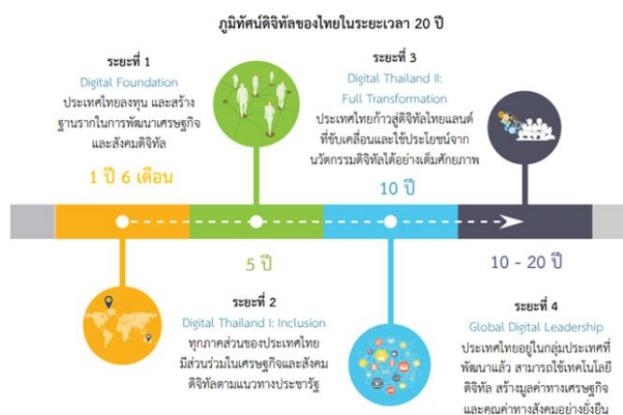 ภูมิทัศน์ดิจิทัลของไทยในระยะเวลา 20 ปี
ระยะที่ 1
Digital Foundation
ประเทศไทยลงทุน และสร้าง
ฐานรากในการพัฒนาเศรษฐกิจ
และสังคมดิจิทัล
1 ปี 6 เดือน
ระยะที่ 2
Digital Thailand I: Inclusion
ทุกภาคส่วนของประเทศไทย
มีส่วนร่วมในเศรษฐกิจและสังคม
ดิจิทัลตามแนวทางประชารัฐ
5 ปี
ระยะที่ 3
Digital Thailand II:
Full Transformation
ประเทศไทยก้าวสู่ดิจิทัลไทยแลนด์
ที่ขับเคลื่อนและใช้ประโยชน์จาก
นวัตกรรมดิจิทัลได้อย่างเต็มศักยภาพ
10 ปี
10 - 20 ปี
ระยะที่ 4
Global Digital Leadership
ประเทศไทยอยู่ในกลุ่มประเทศที่
พัฒนาแล้ว สามารถใช้เทคโนโลยี
ดิจิทัล สร้างมูลค่าทางเศรษฐกิจ
และคุณค่าทางสังคมอย่างยั่งยืน